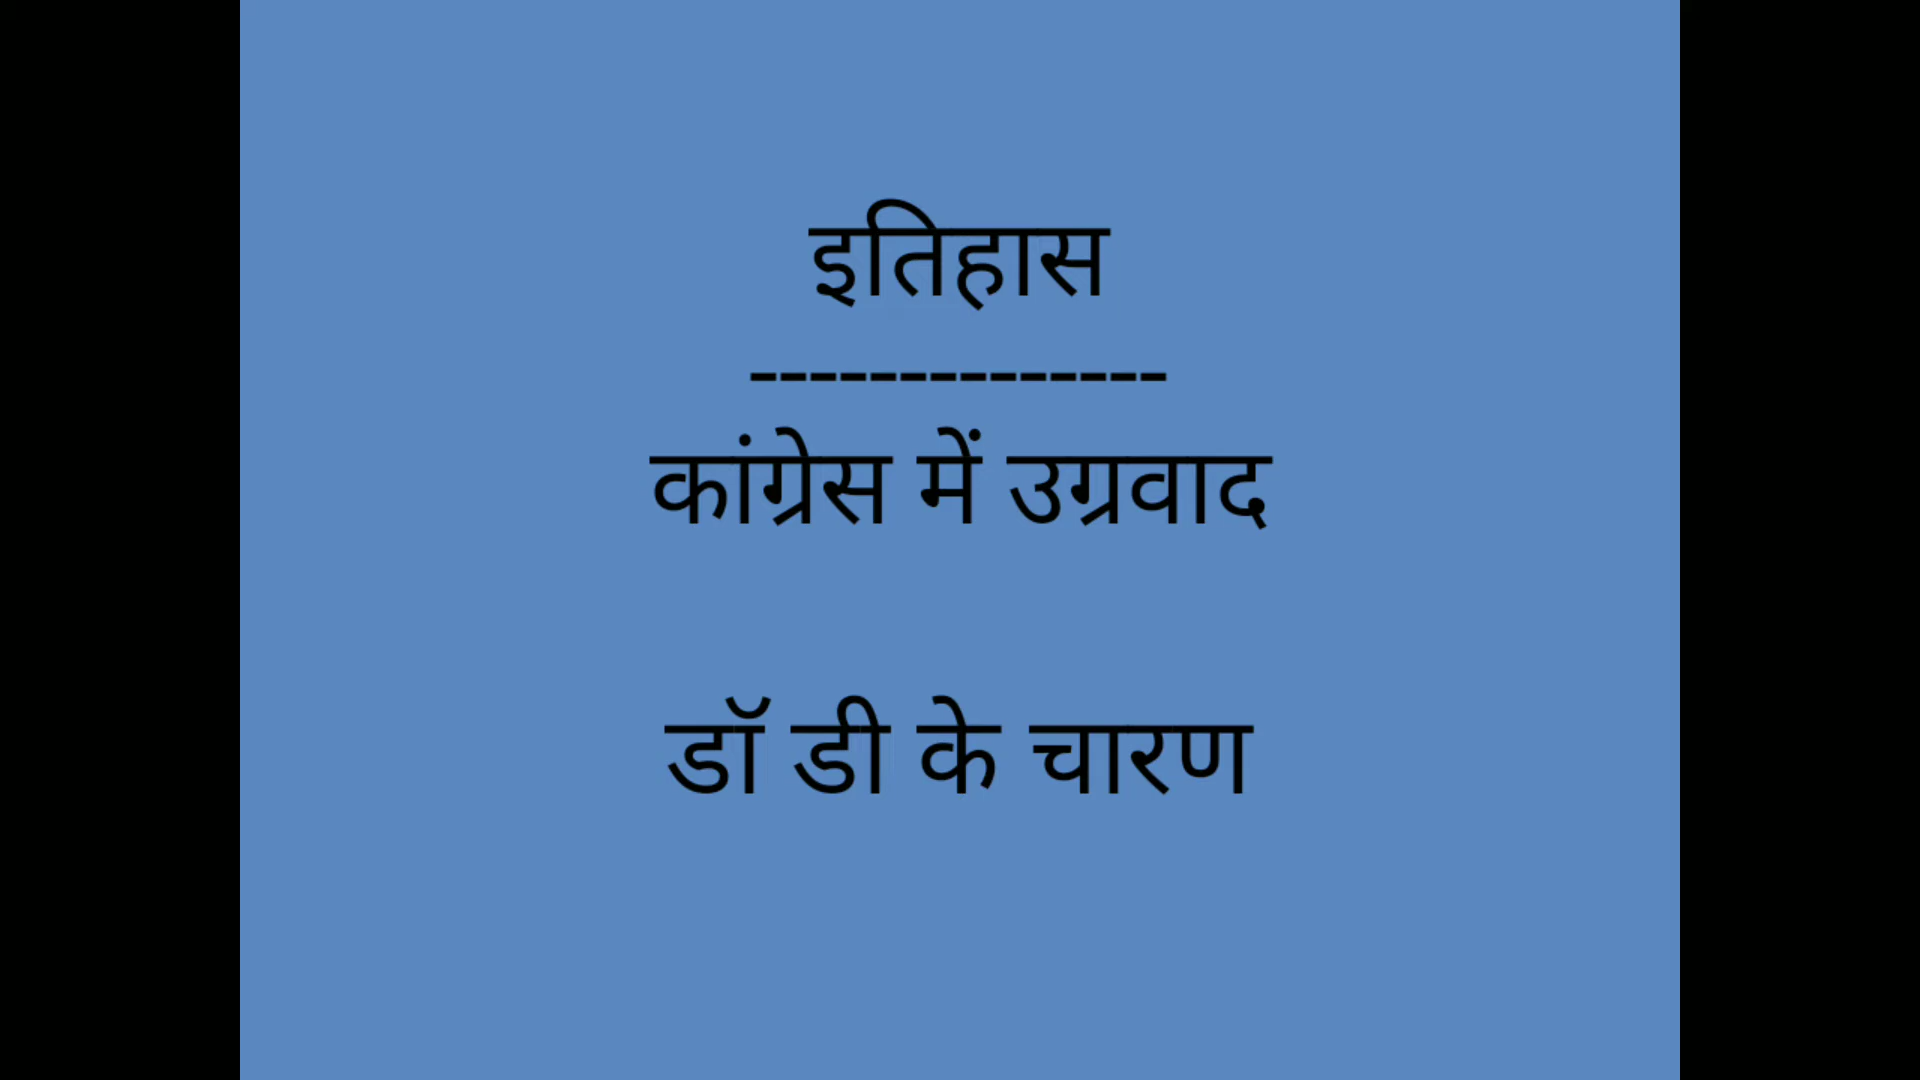 इतिहास
--------------
कांग्रेस में उग्रवाद
डॉ डी के चारण